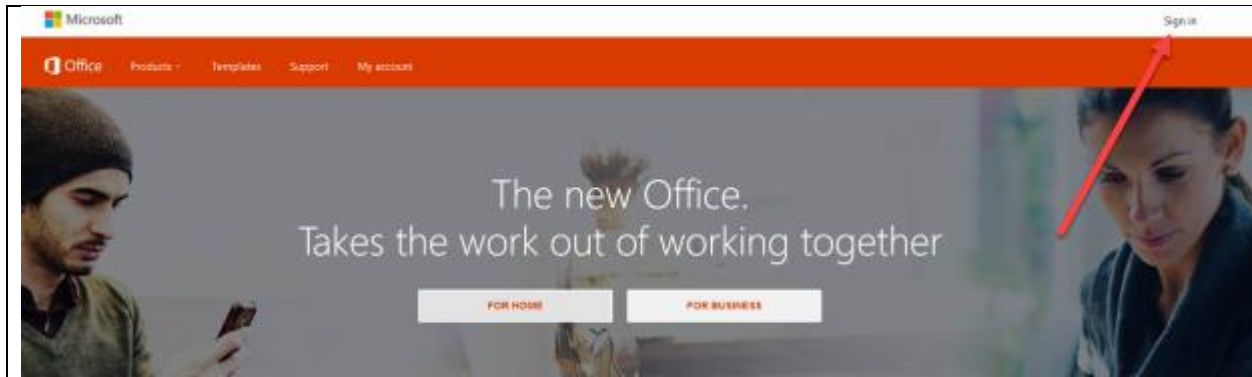 Microsoft
Sign in
Office Products Templates Support My account
The new Office.
Takes the work out of working together
FOR HOME FOR BUSINESS